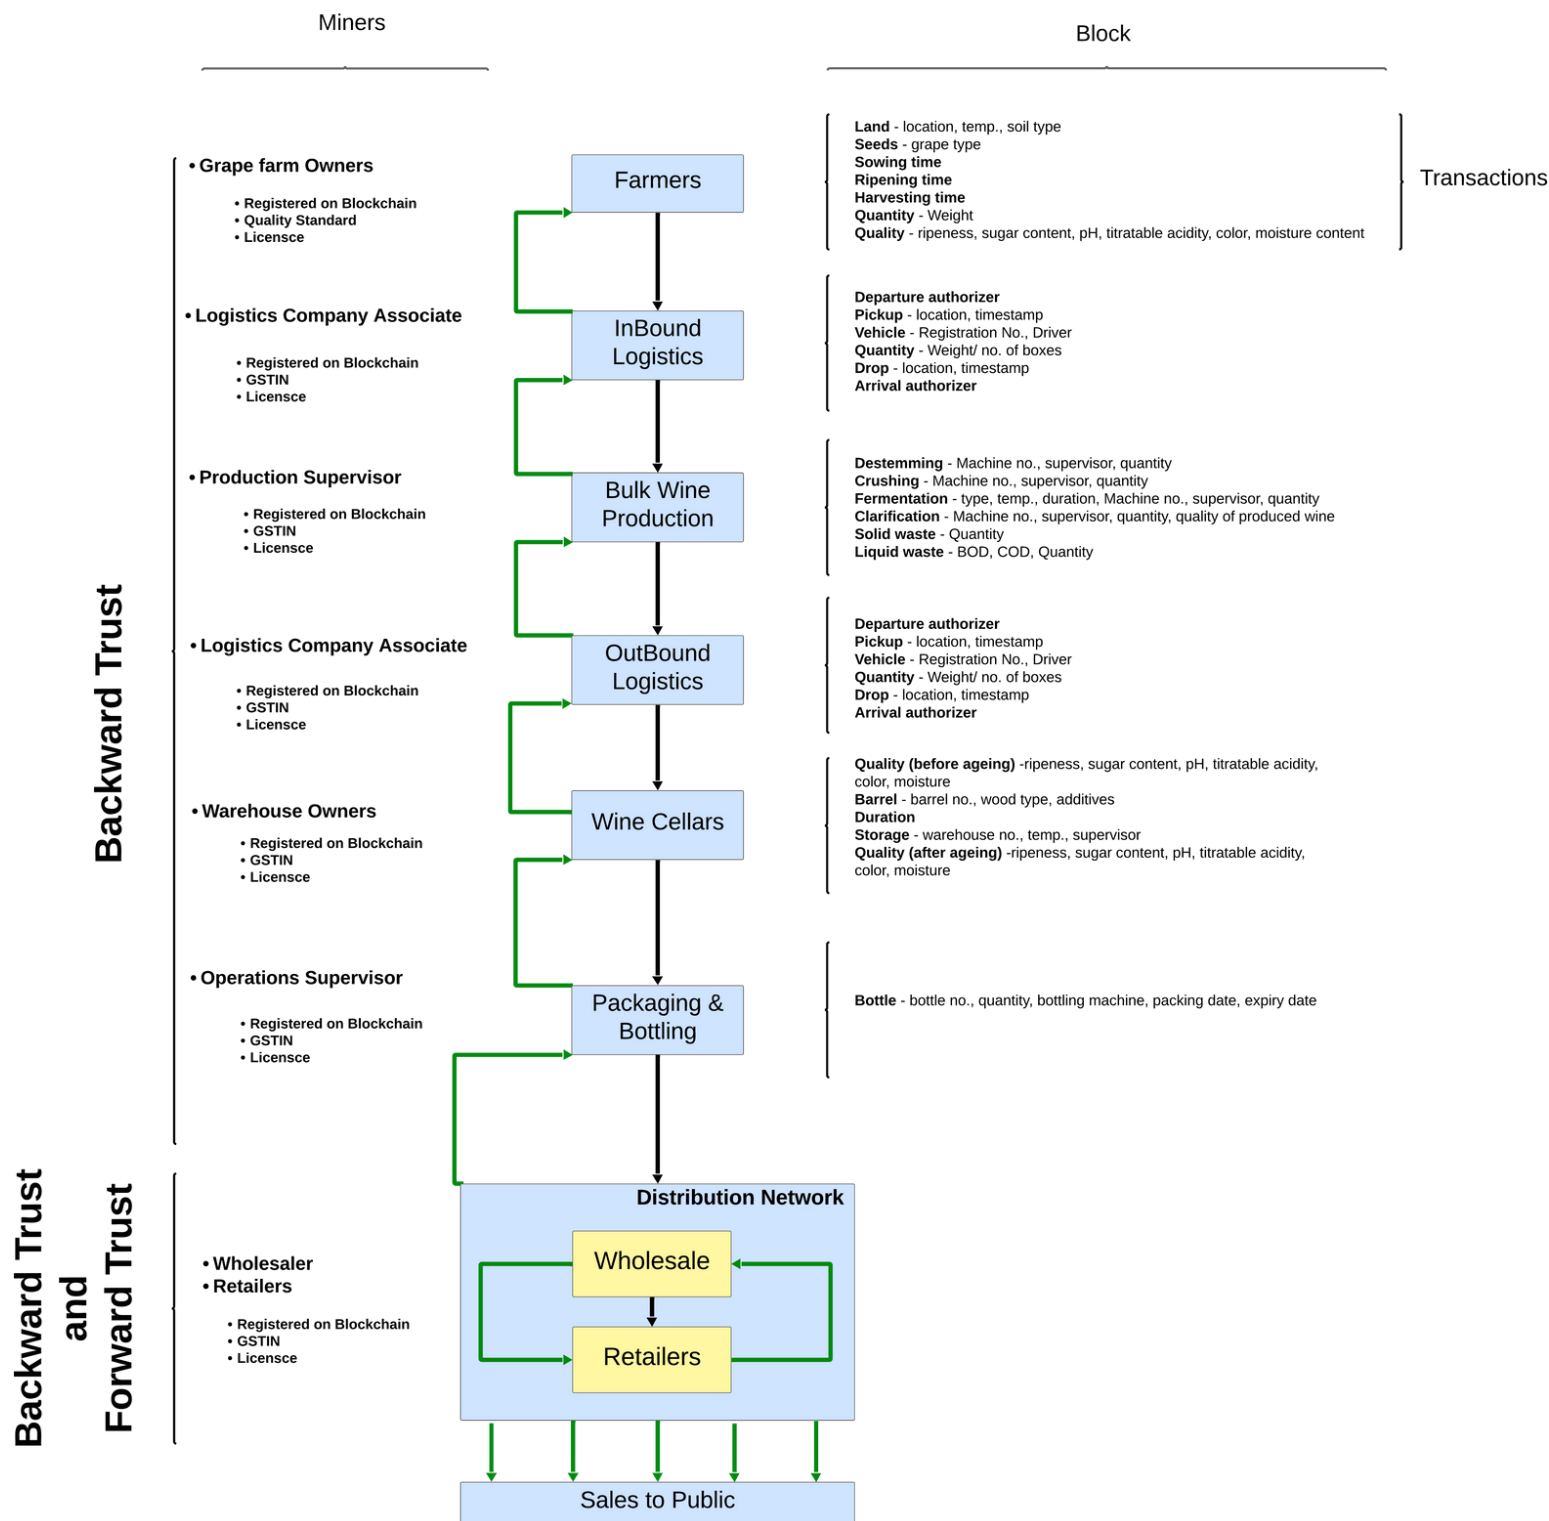 Miners
Block
• Grape farm Owners
• Registered on Blockchain
• Quality Standard
• Licensce
Farmers
Land - location, temp., soil type
Seeds - grape type
Sowing time
Ripening time
Harvesting time
Quantity - Weight
Quality - ripeness, sugar content, pH, titratable acidity, color, moisture content
Transactions
• Logistics Company Associate
• Registered on Blockchain
• GSTIN
• Licensce
InBound
Logistics
Departure authorizer
Pickup - location, timestamp
Vehicle - Registration No., Driver
Quantity - Weight/ no. of boxes
Drop - location, timestamp
Arrival authorizer
• Production Supervisor
• Registered on Blockchain
• GSTIN
• Licensce
Bulk Wine
Production
Destemming - Machine no., supervisor, quantity
Crushing - Machine no., supervisor, quantity
Fermentation - type, temp., duration, Machine no., supervisor, quantity
Clarification - Machine no., supervisor, quantity, quality of produced wine
Solid waste - Quantity
Liquid waste - BOD, COD, Quantity
Backward Trust
• Logistics Company Associate
• Registered on Blockchain
• GSTIN
• Licensce
OutBound
Logistics
Departure authorizer
Pickup - location, timestamp
Vehicle - Registration No., Driver
Quantity - Weight/ no. of boxes
Drop - location, timestamp
Arrival authorizer
• Warehouse Owners
• Registered on Blockchain
• GSTIN
• Licensce
Wine Cellars
Quality (before ageing) -ripeness, sugar content, pH, titratable acidity,
color, moisture
Barrel - barrel no., wood type, additives
Duration
Storage - warehouse no., temp., supervisor
Quality (after ageing) -ripeness, sugar content, pH, titratable acidity,
color, moisture
• Operations Supervisor
• Registered on Blockchain
• GSTIN
• Licensce
Packaging &
Bottling
Bottle - bottle no., quantity, bottling machine, packing date, expiry date
Backward Trust
and
Forward Trust
• Wholesaler
• Retailers
• Registered on Blockchain
• GSTIN
• Licensce
Distribution Network
Wholesale
Retailers
Sales to Public